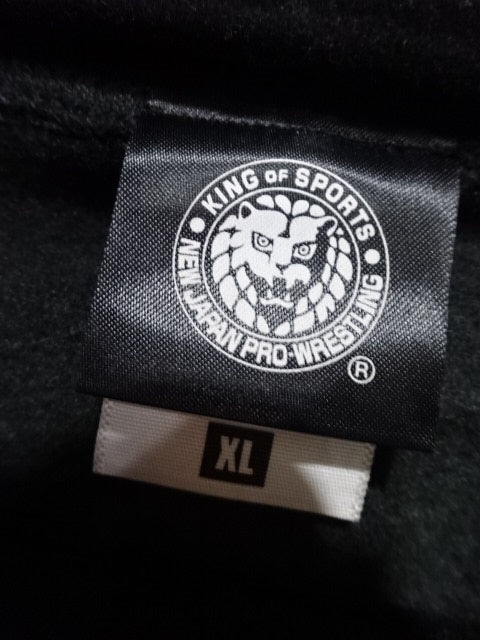 KING OF SPORTS
NEW JAPAN PRO-WRESTLING
®
XL